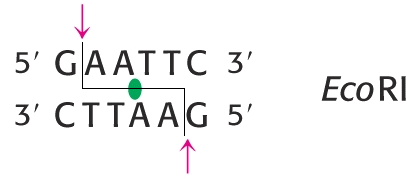 5′ GAATTC 3′
3′ CTTAAG 5′
EcoRI